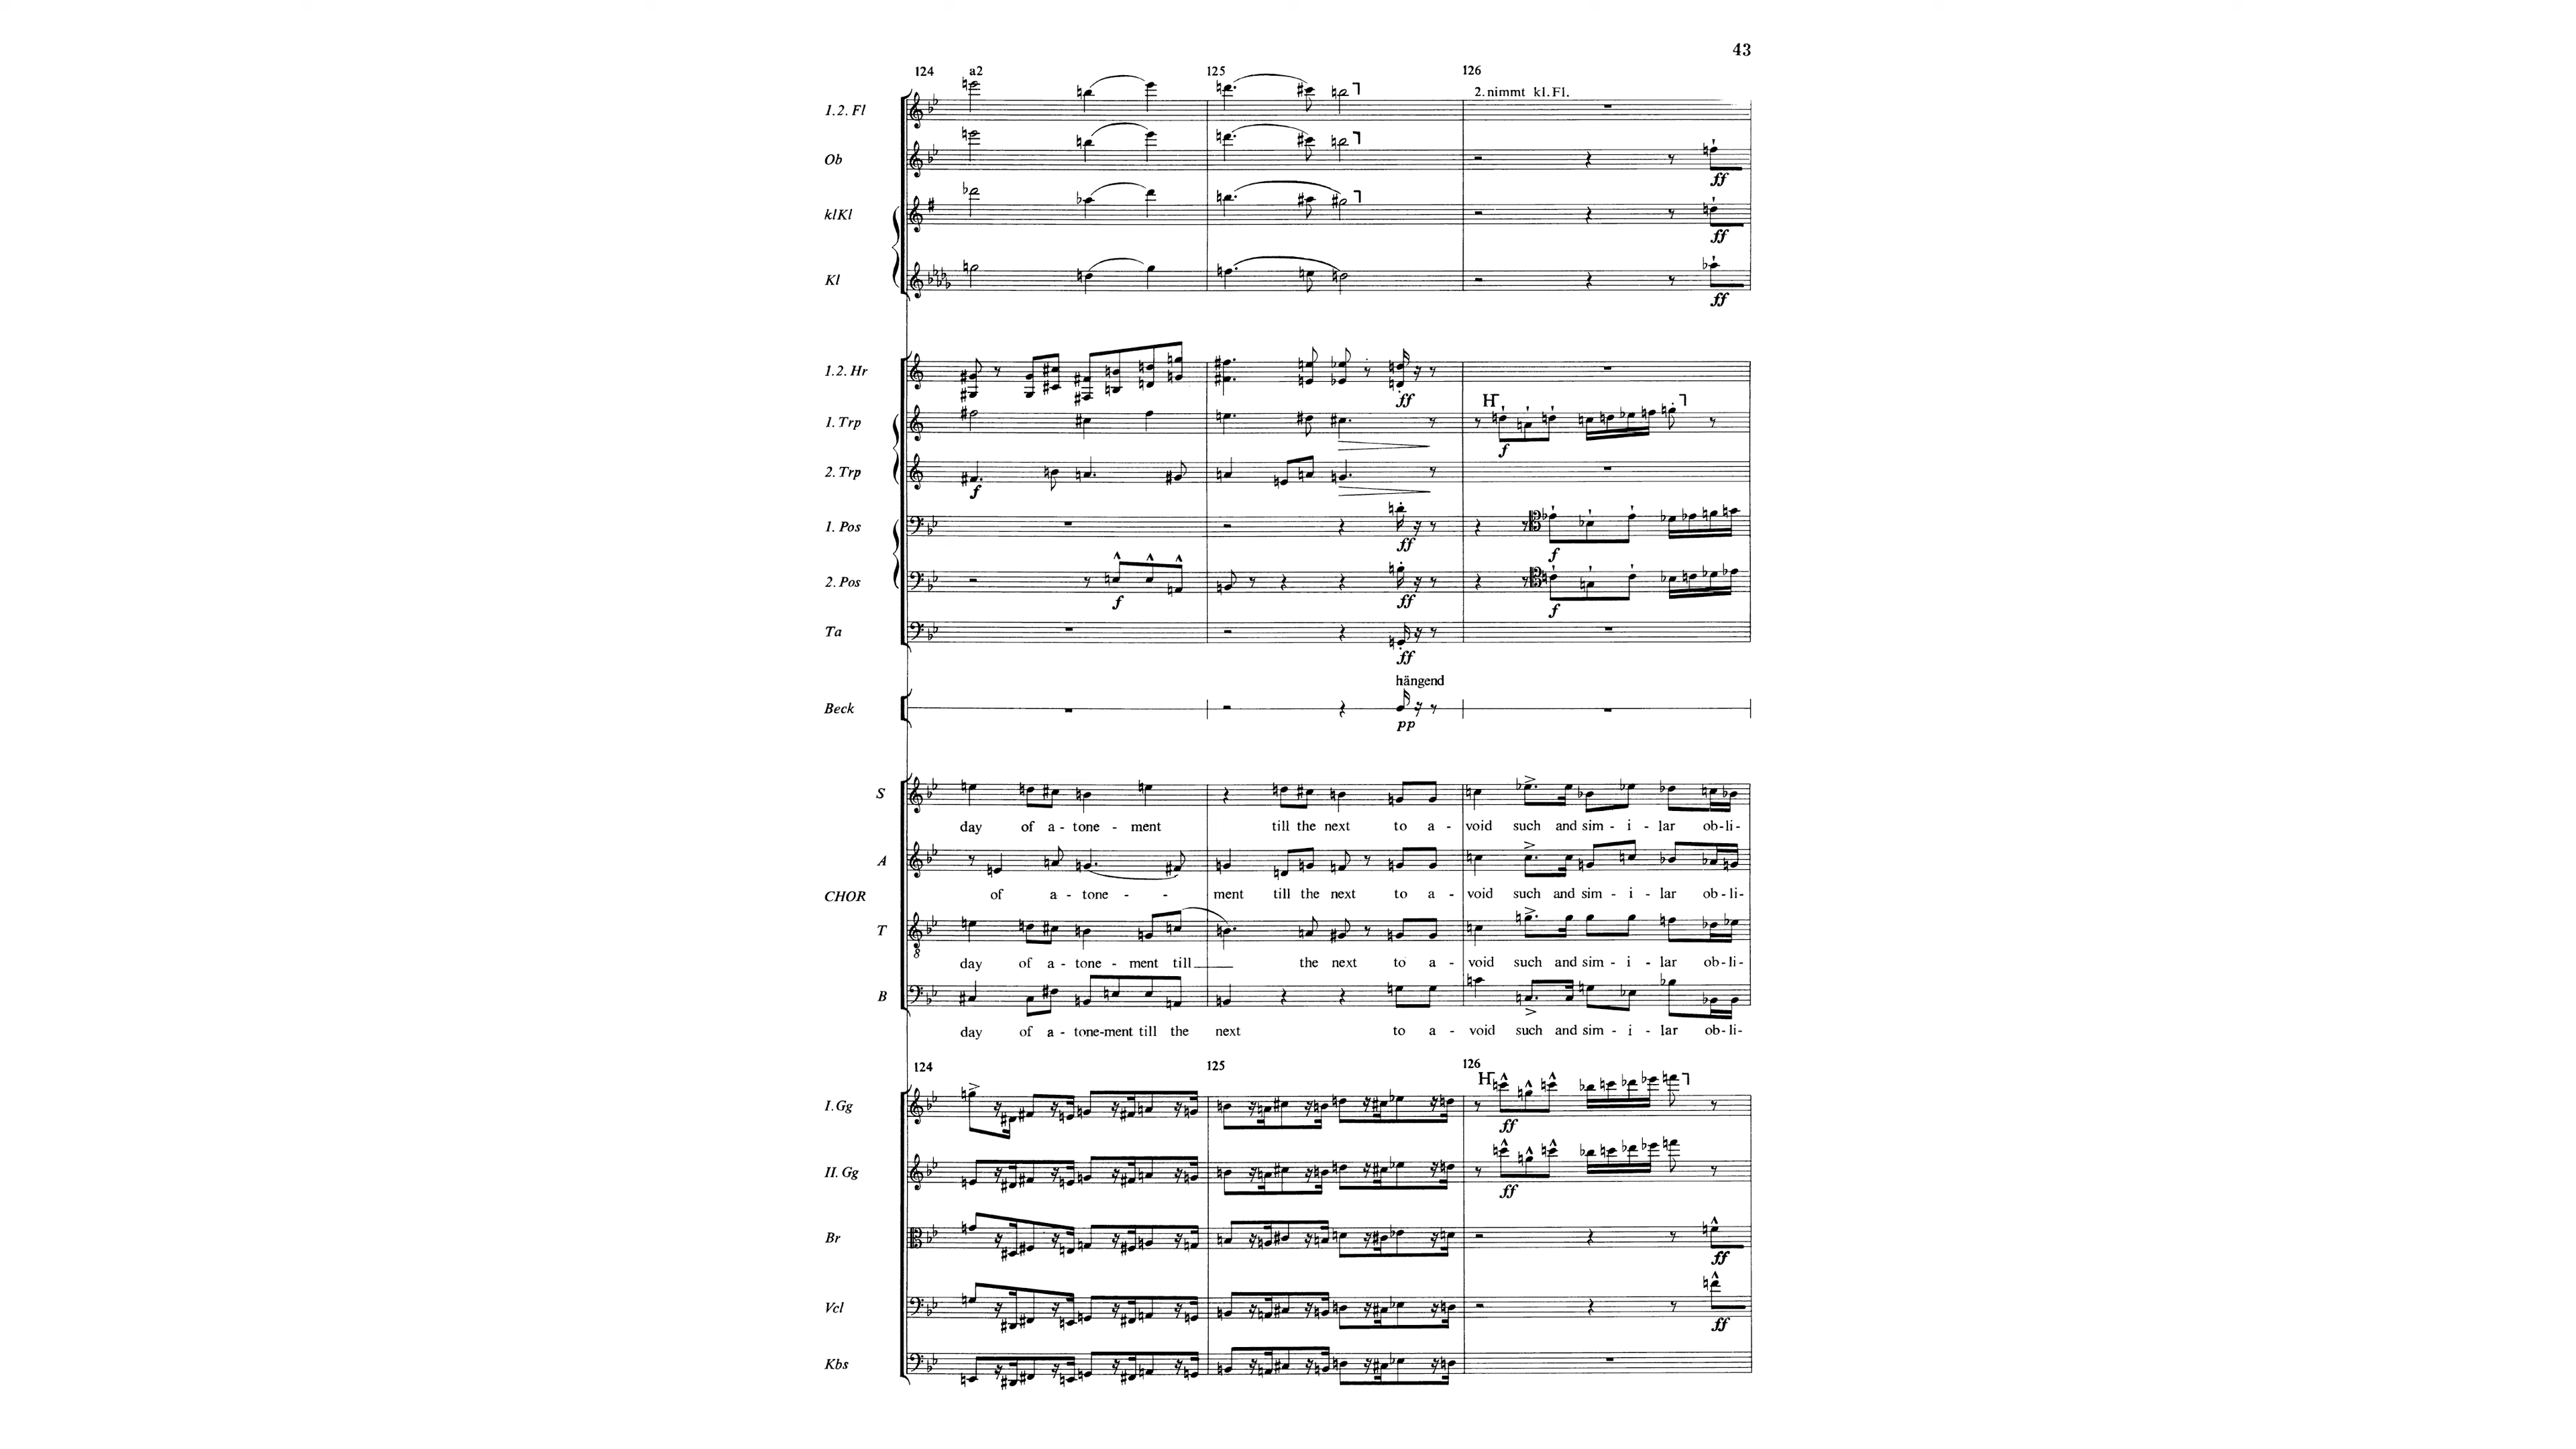 43
124 a2 125 126
2. nimmt kl. Fl.
1.2. Fl
Ob
ff
klKl
ff
Kl
ff
1.2. Hr
ff
H
1. Trp
f
2. Trp
f
1. Pos
ff f
2. Pos
f ff f
Ta
ff
hängend
Beck
pp
S
day of a - tone - ment till the next to a - void such and sim - i - lar ob - li -
A
of a - tone - - ment till the next to a - void such and sim - i - lar ob - li -
CHOR
T
8
day of a - tone - ment till the next to a - void such and sim - i - lar ob - li -
B
day of a - tone-ment till the next to a - void such and sim - i - lar ob - li -
124 125 126
H
I. Gg
ff
II. Gg
ff
Br
ff
Vcl
ff
Kbs